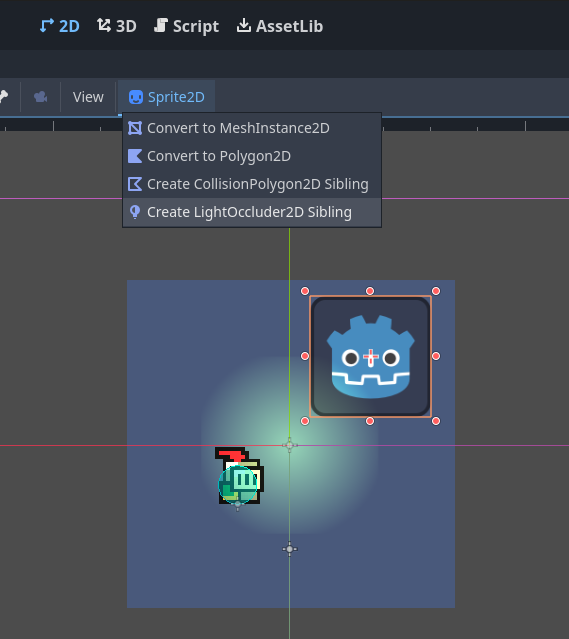 2D 3D Script AssetLib
View Sprite2D
Convert to MeshInstance2D
Convert to Polygon2D
Create CollisionPolygon2D Sibling
Create LightOccluder2D Sibling